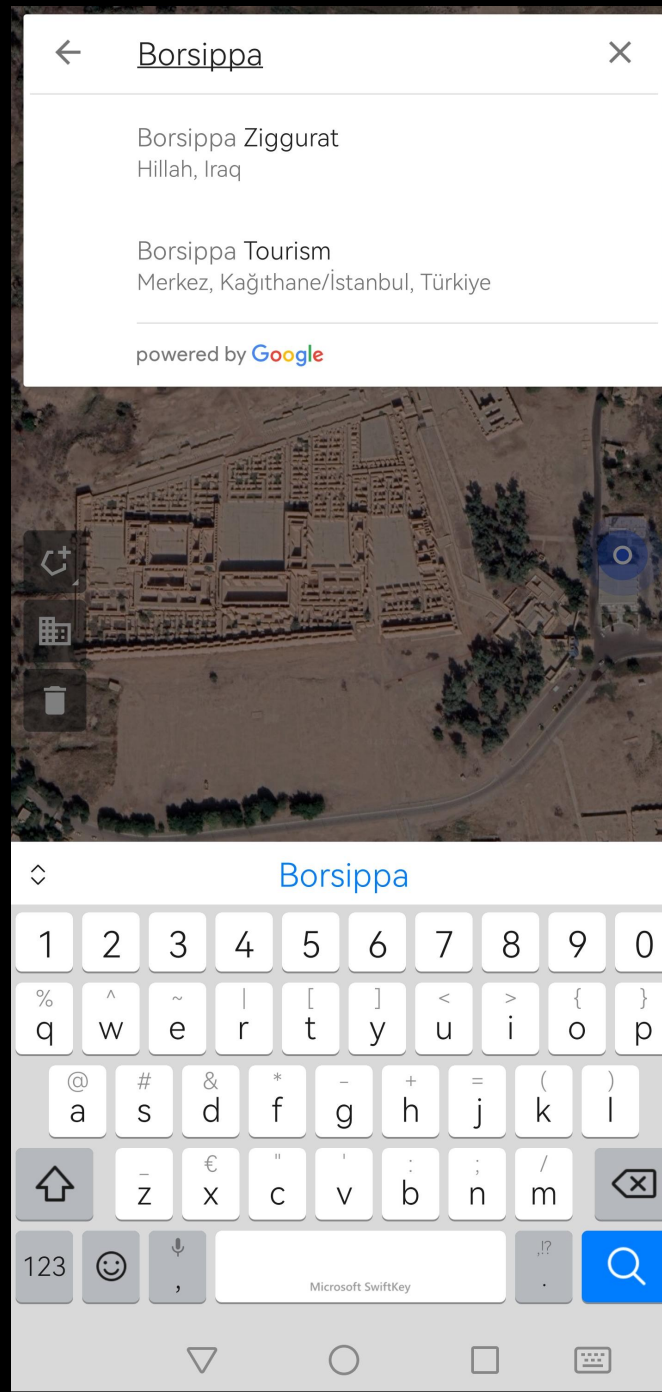 Borsippa
Borsippa Ziggurat
Hillah, Iraq
Borsippa Tourism
Merkez, Kağıthane/İstanbul, Türkiye
powered by Google
Borsippa
1 2 3 4 5 6 7 8 9 0
% ^ ~ | [ ] < > { }
q w e r t y u i o p
@ # & * - + = ( )
a s d f g h j k l
_ € " ' : ; /
z x c v b n m
,!?
123 , Microsoft SwiftKey .